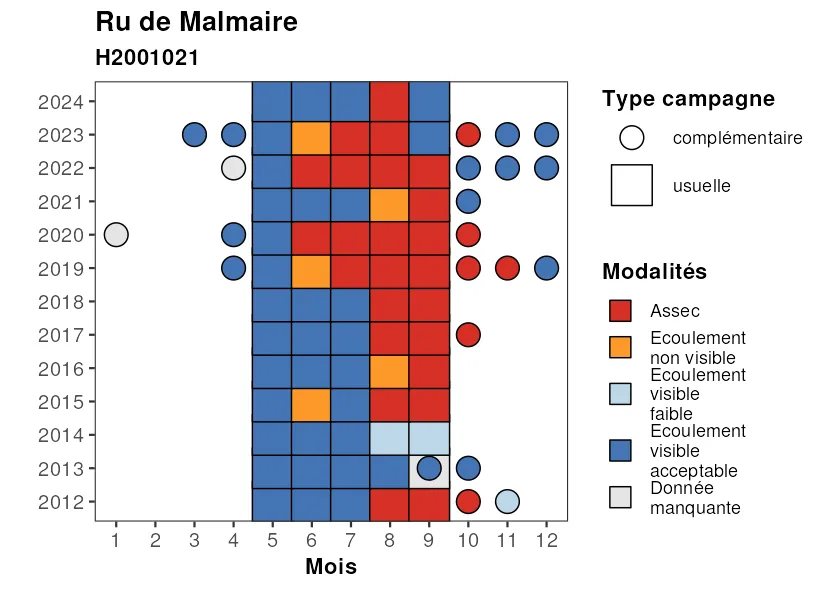 Ru de Malmaire
H2001021
2024
2023
2022
2021
2020
2019
2018
2017
2016
2015
2014
2013
2012
1 2 3 4 5 6 7 8 9 10 11 12
Mois
Type campagne
complémentaire
usuelle
Modalités
Assec
Ecoulement
non visible
Ecoulement
visible
faible
Ecoulement
visible
acceptable
Donnée
manquante